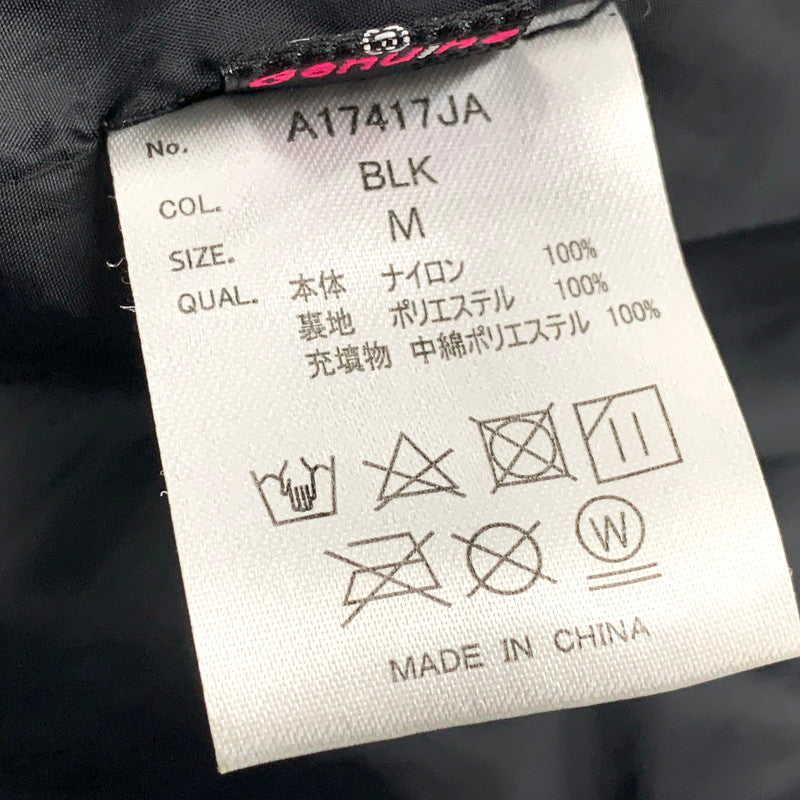 Genuine
No. A17417JA
COL. BLK
SIZE. M
QUAL. 本体 ナイロン 100%
裏地 ポリエステル 100%
充填物 中綿ポリエステル 100%
W
MADE IN CHINA